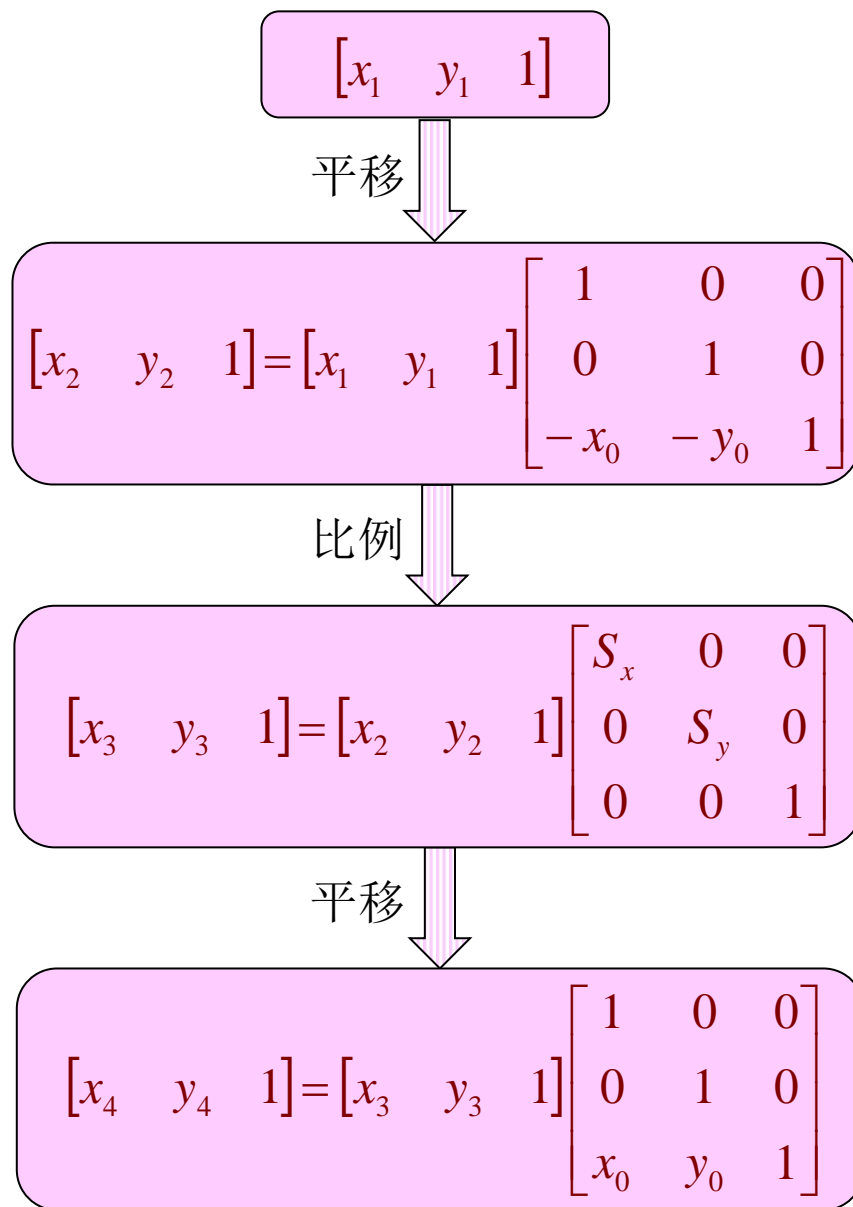 [x₁ y₁ 1]
平移
[x₂ y₂ 1]=[x₁ y₁ 1][1 0 0
0 1 0
-x₀ -y₀ 1]
比例
[x₃ y₃ 1]=[x₂ y₂ 1][Sₓ 0 0
0 S_y 0
0 0 1]
平移
[x₄ y₄ 1]=[x₃ y₃ 1][1 0 0
0 1 0
x₀ y₀ 1]